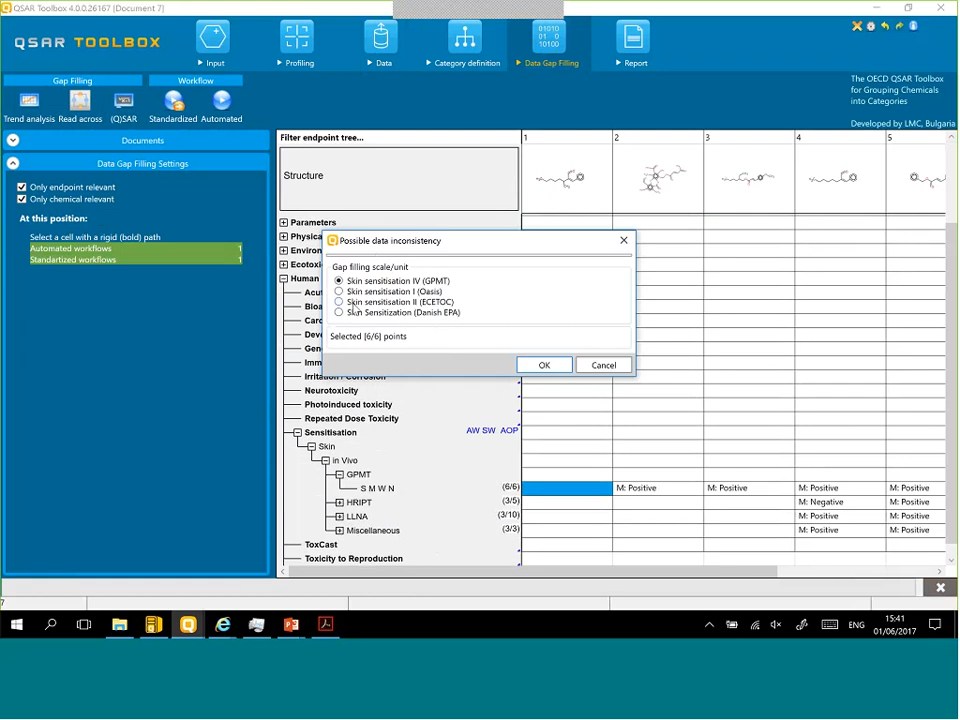 QSAR Toolbox 4.0.0.26167 [Document 7]
QSAR TOOLBOX
Input
Profiling
Data
Category definition
Data Gap Filling
Report
01010
01 0
10100
Gap Filling
Workflow
Trend analysis
Read across
(Q)SAR
Standardized
Automated
The OECD QSAR Toolbox
for Grouping Chemicals
into Categories
Developed by LMC, Bulgaria
Documents
Data Gap Filling Settings
Only endpoint relevant
Only chemical relevant
At this position:
Select a cell with a rigid (bold) path
Automated workflows 1
Standartized workflows 1
Filter endpoint tree...
1
2
3
4
5
Structure
Parameters
Physica
Environ
Ecotoxic
Human
Acu
Bioa
Carc
Deve
Gen
Imm
Irritation / Corrosion
Neurotoxicity
Photoinduced toxicity
Repeated Dose Toxicity
Sensitisation AW SW AOP
Skin
in Vivo
GPMT
S M W N (6/6) M: Positive M: Positive M: Positive M: Positive
HRIPT (3/5) M: Negative M: Positive
LLNA (3/10) M: Positive M: Positive
Miscellaneous (3/3) M: Positive M: Positive
ToxCast
Toxicity to Reproduction
Possible data inconsistency
Gap filling scale/unit
Skin sensitisation IV (GPMT)
Skin sensitisation I (Oasis)
Skin sensitisation II (ECETOC)
Skin Sensitization (Danish EPA)
Selected [6/6] points
OK
Cancel
7
ENG
15:41
01/06/2017